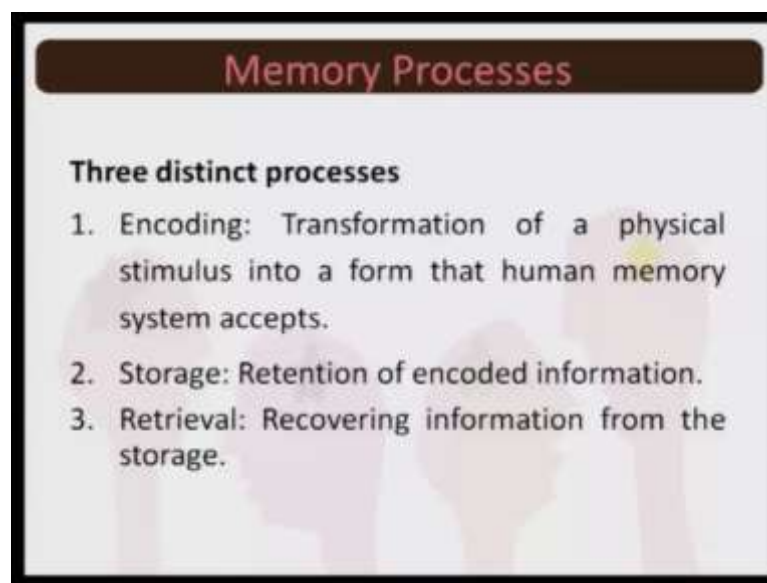 Memory Processes
Three distinct processes
1. Encoding: Transformation of a physical
stimulus into a form that human memory
system accepts.
2. Storage: Retention of encoded information.
3. Retrieval: Recovering information from the
storage.